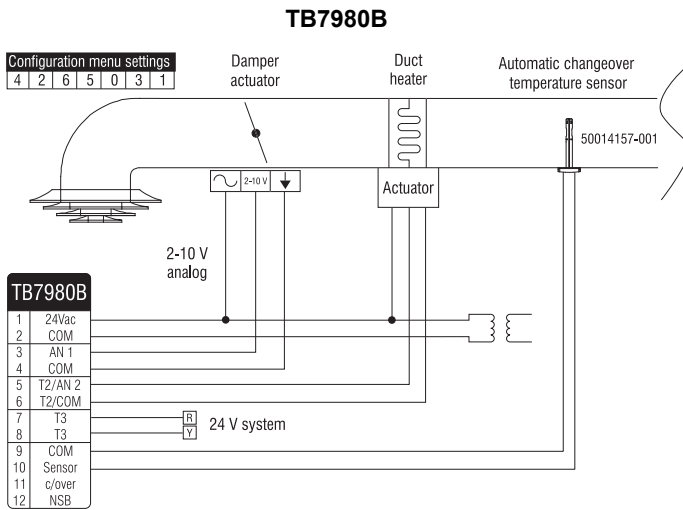 TB7980B
Configuration menu settings
4 2 6 5 0 3 1
Damper
actuator
Duct
heater
Automatic changeover
temperature sensor
50014157-001
2-10 V
Actuator
2-10 V
analog
TB7980B
1 24Vac
2 COM
3 AN 1
4 COM
5 T2/AN 2
6 T2/COM
7 T3
8 T3
9 COM
10 Sensor
11 c/over
12 NSB
R
Y
24 V system